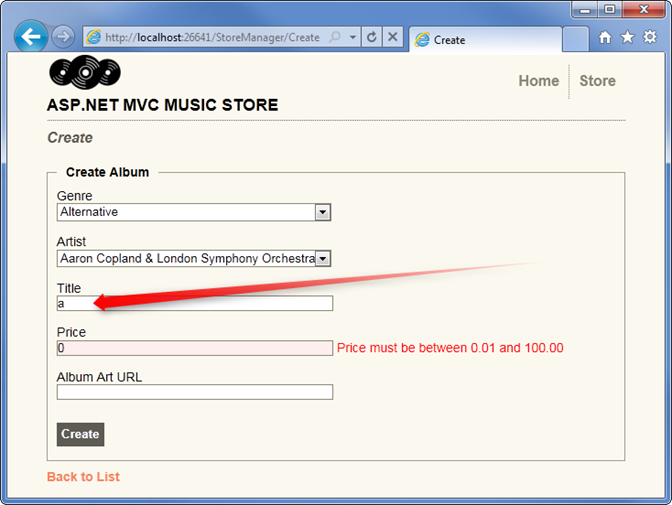 http://localhost:26641/StoreManager/Create
Create
ASP.NET MVC MUSIC STORE
Home
Store
Create
Create Album
Genre
Alternative
Artist
Aaron Copland & London Symphony Orchestra
Title
a
Price
0
Price must be between 0.01 and 100.00
Album Art URL
Create
Back to List